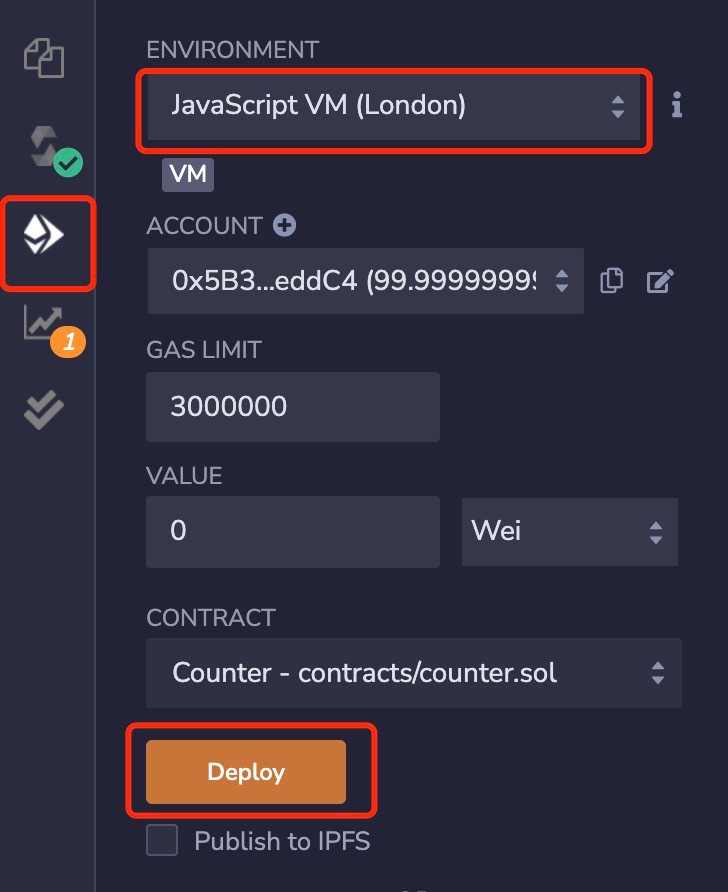 ENVIRONMENT
JavaScript VM (London)
VM
ACCOUNT
0x5B3...eddC4 (99.9999999
GAS LIMIT
1
3000000
VALUE
0 Wei
CONTRACT
Counter - contracts/counter.sol
Deploy
Publish to IPFS